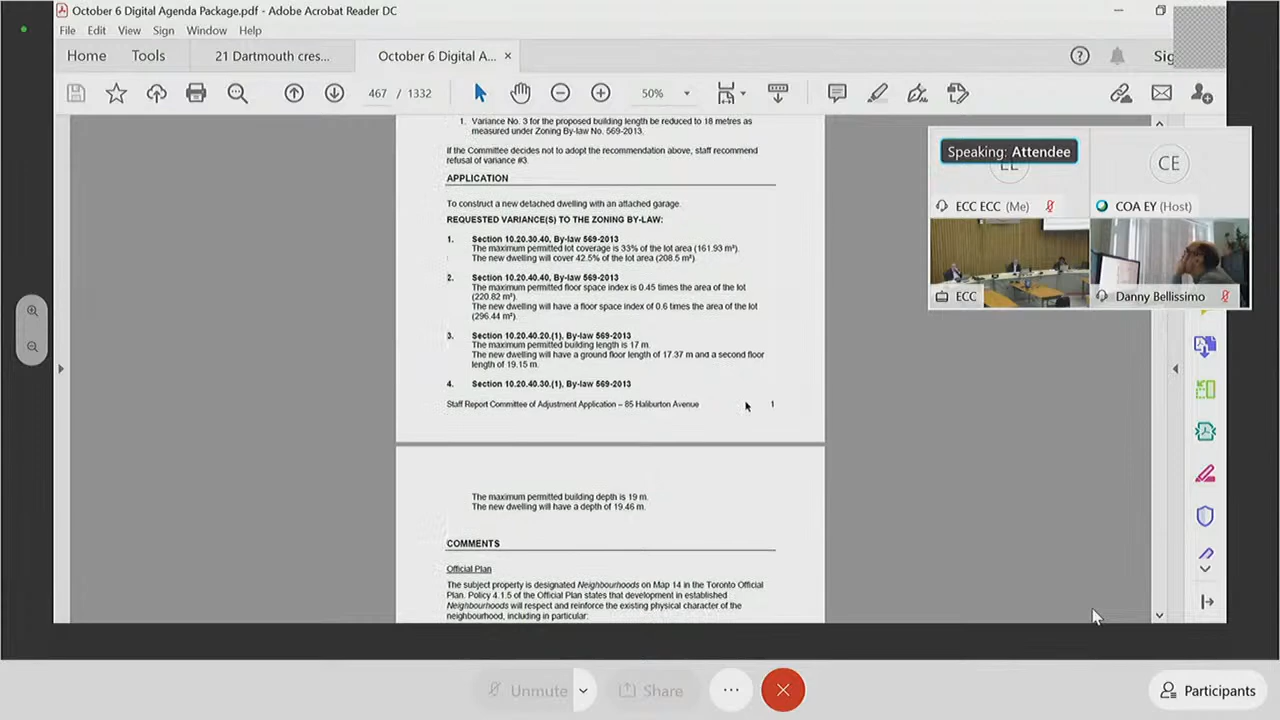 October 6 Digital Agenda Package.pdf - Adobe Acrobat Reader DC
File Edit View Sign Window Help
Home Tools 21 Dartmouth cres... October 6 Digital A... ×
467 / 1332 50%
1. Variance No. 3 for the proposed building length be reduced to 18 metres as
measured under Zoning By-law No. 569-2013.
If the Committee decides not to adopt the recommendation above, staff recommend
refusal of variance #3.
APPLICATION
To construct a new detached dwelling with an attached garage.
REQUESTED VARIANCE(S) TO THE ZONING BY-LAW:
1. Section 10.20.30.40, By-law 569-2013
The maximum permitted lot coverage is 33% of the lot area (161.93 m²).
The new dwelling will cover 42.5% of the lot area (208.5 m²).
2. Section 10.20.40.40, By-law 569-2013
The maximum permitted floor space index is 0.45 times the area of the lot
(220.82 m²).
The new dwelling will have a floor space index of 0.6 times the area of the lot
(296.44 m²).
3. Section 10.20.40.20.(1), By-law 569-2013
The maximum permitted building length is 17 m.
The new dwelling will have a ground floor length of 17.37 m and a second floor
length of 19.15 m.
4. Section 10.20.40.30.(1), By-law 569-2013
Staff Report Committee of Adjustment Application – 85 Haliburton Avenue 1
The maximum permitted building depth is 19 m.
The new dwelling will have a depth of 19.46 m.
COMMENTS
Official Plan
The subject property is designated Neighbourhoods on Map 14 in the Toronto Official
Plan. Policy 4.1.5 of the Official Plan states that development in established
Neighbourhoods will respect and reinforce the existing physical character of the
neighbourhood, including in particular:
Speaking: Attendee
CE
ECC ECC (Me)
COA EY (Host)
ECC
Danny Bellissimo
Unmute
Share
Participants